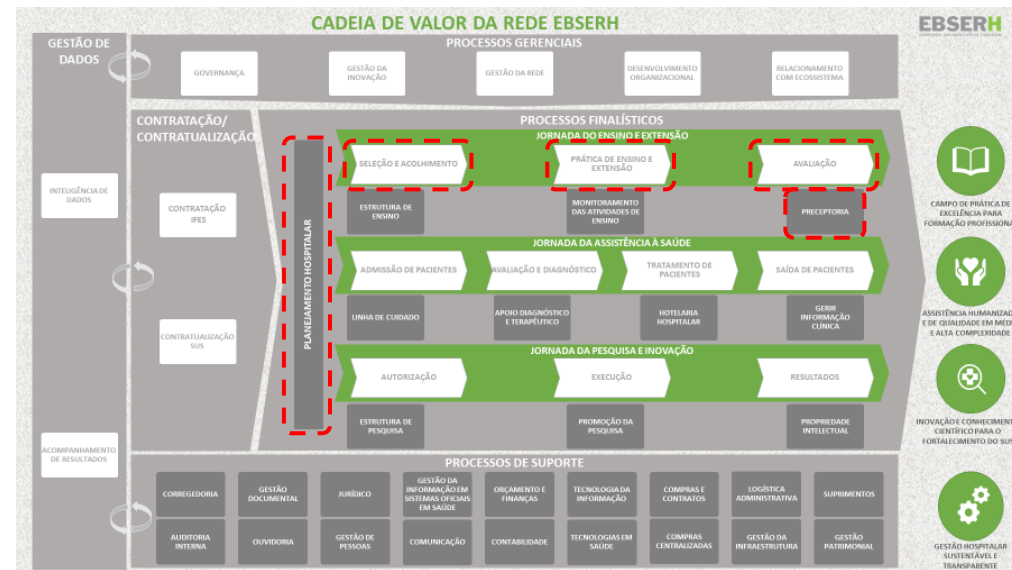 CADEIA DE VALOR DA REDE EBSERH
EBSERH
GESTÃO DE
DADOS
PROCESSOS GERENCIAIS
GOVERNANÇA
GESTÃO DA
INOVAÇÃO
GESTÃO DA REDE
DESENVOLVIMENTO
ORGANIZACIONAL
RELACIONAMENTO
COM ECOSSISTEMA
INTELIGÊNCIA DE
DADOS
ACOMPANHAMENTO
DE RESULTADOS
CONTRATAÇÃO/
CONTRATUALIZAÇÃO
CONTRATAÇÃO
IFES
CONTRATUALIZAÇÃO
SUS
PROCESSOS FINALÍSTICOS
PLANEJAMENTO HOSPITALAR
JORNADA DO ENSINO E EXTENSÃO
SELEÇÃO E ACOLHIMENTO
PRÁTICA DE ENSINO E
EXTENSÃO
AVALIAÇÃO
ESTRUTURA DE
ENSINO
MONITORAMENTO
DAS ATIVIDADES DE
ENSINO
PRECEPTORIA
JORNADA DA ASSISTÊNCIA À SAÚDE
ADMISSÃO DE PACIENTES
AVALIAÇÃO E DIAGNÓSTICO
TRATAMENTO DE
PACIENTES
SAÍDA DE PACIENTES
LINHA DE CUIDADO
APOIO DIAGNÓSTICO
E TERAPÊUTICO
HOTELARIA
HOSPITALAR
GERIR
INFORMAÇÃO
CLÍNICA
JORNADA DA PESQUISA E INOVAÇÃO
AUTORIZAÇÃO
EXECUÇÃO
RESULTADOS
ESTRUTURA DE
PESQUISA
PROMOÇÃO DA
PESQUISA
PROPRIEDADE
INTELECTUAL
CAMPO DE PRÁTICA DE
EXCELÊNCIA PARA
FORMAÇÃO PROFISSIONA
ASSISTÊNCIA HUMANIZAD
E DE QUALIDADE EM MÉDI
E ALTA COMPLEXIDADE
INOVAÇÃO E CONHECIMENT
CIENTÍFICO PARA O
FORTALECIMENTO DO SUS
GESTÃO HOSPITALAR
SUSTENTÁVEL E
TRANSPARENTE
PROCESSOS DE SUPORTE
CORREGEDORIA
GESTÃO
DOCUMENTAL
JURÍDICO
GESTÃO DA
INFORMAÇÃO EM
SISTEMAS OFICIAIS
EM SAÚDE
ORÇAMENTO E
FINANÇAS
TECNOLOGIA DA
INFORMAÇÃO
COMPRAS E
CONTRATOS
LOGÍSTICA
ADMINISTRATIVA
SUPRIMENTOS
AUDITORIA
INTERNA
OUVIDORIA
GESTÃO DE
PESSOAS
COMUNICAÇÃO
CONTABILIDADE
TECNOLOGIAS EM
SAÚDE
COMPRAS
CENTRALIZADAS
GESTÃO DA
INFRAESTRUTURA
GESTÃO
PATRIMONIAL